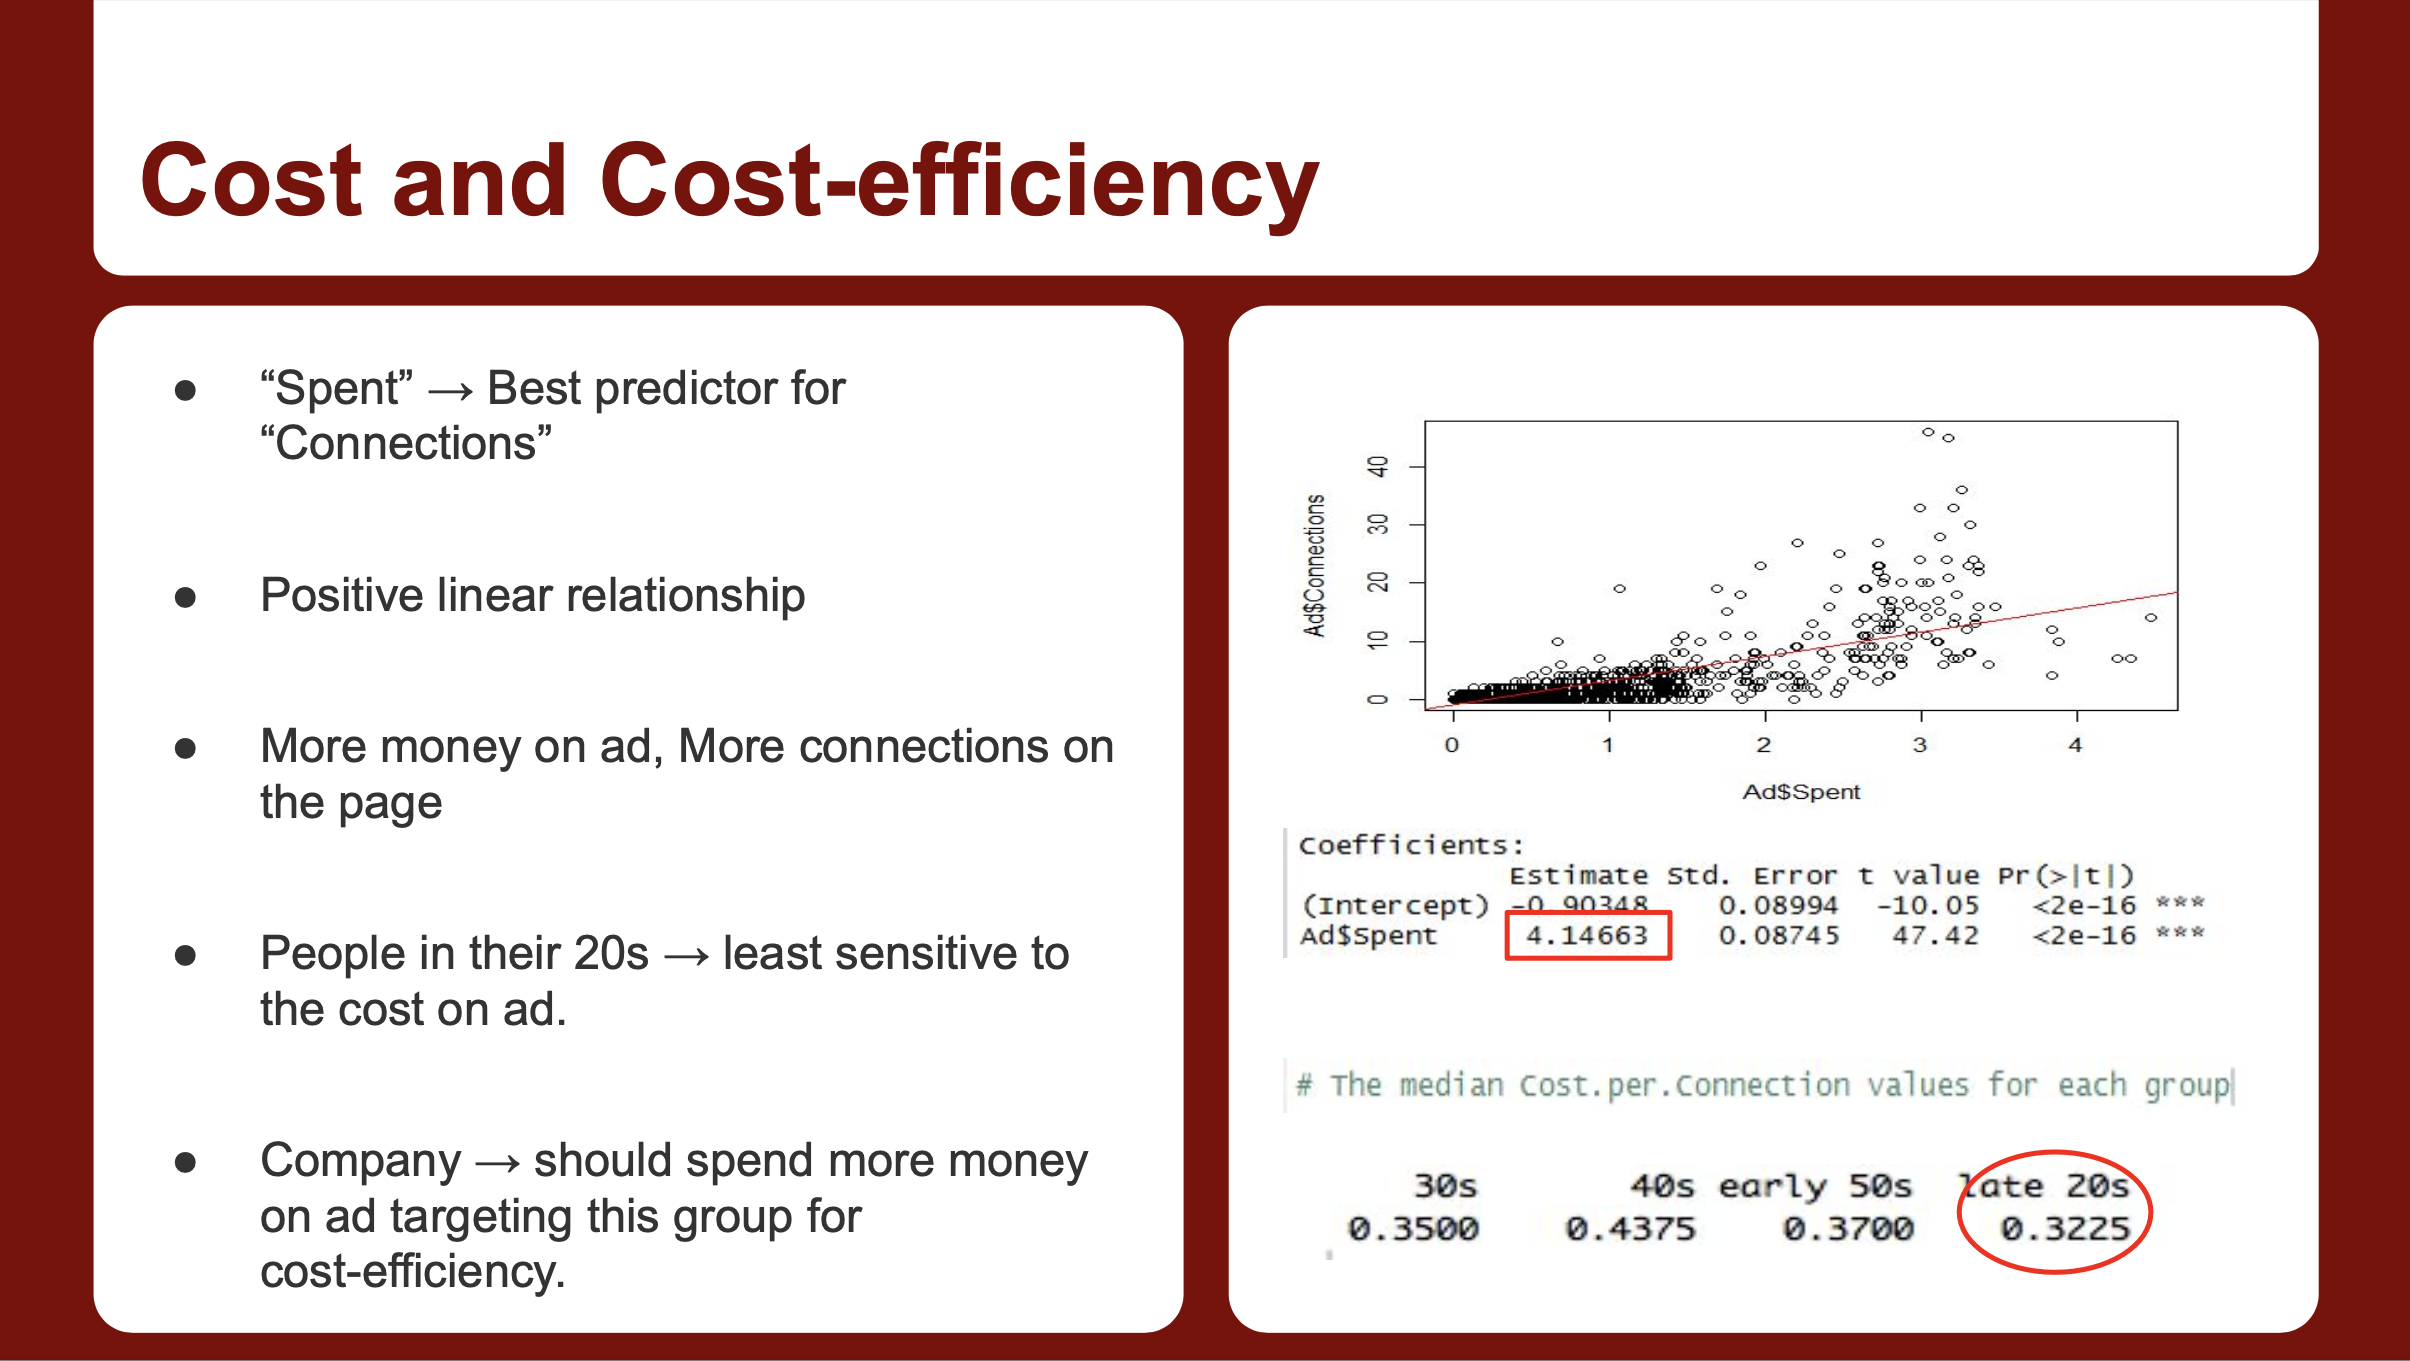 Cost and Cost-efficiency
● “Spent” → Best predictor for
“Connections”
● Positive linear relationship
● More money on ad, More connections on
the page
● People in their 20s → least sensitive to
the cost on ad.
● Company → should spend more money
on ad targeting this group for
cost-efficiency.
Ad$Connections
40
30
20
10
0
0 1 2 3 4
Ad$Spent
Coefficients:
Estimate Std. Error t value Pr(>|t|)
(Intercept) -0.90348 0.08994 -10.05 <2e-16 ***
Ad$Spent 4.14663 0.08745 47.42 <2e-16 ***
# The median Cost.per.Connection values for each group
30s 40s early 50s late 20s
0.3500 0.4375 0.3700 0.3225